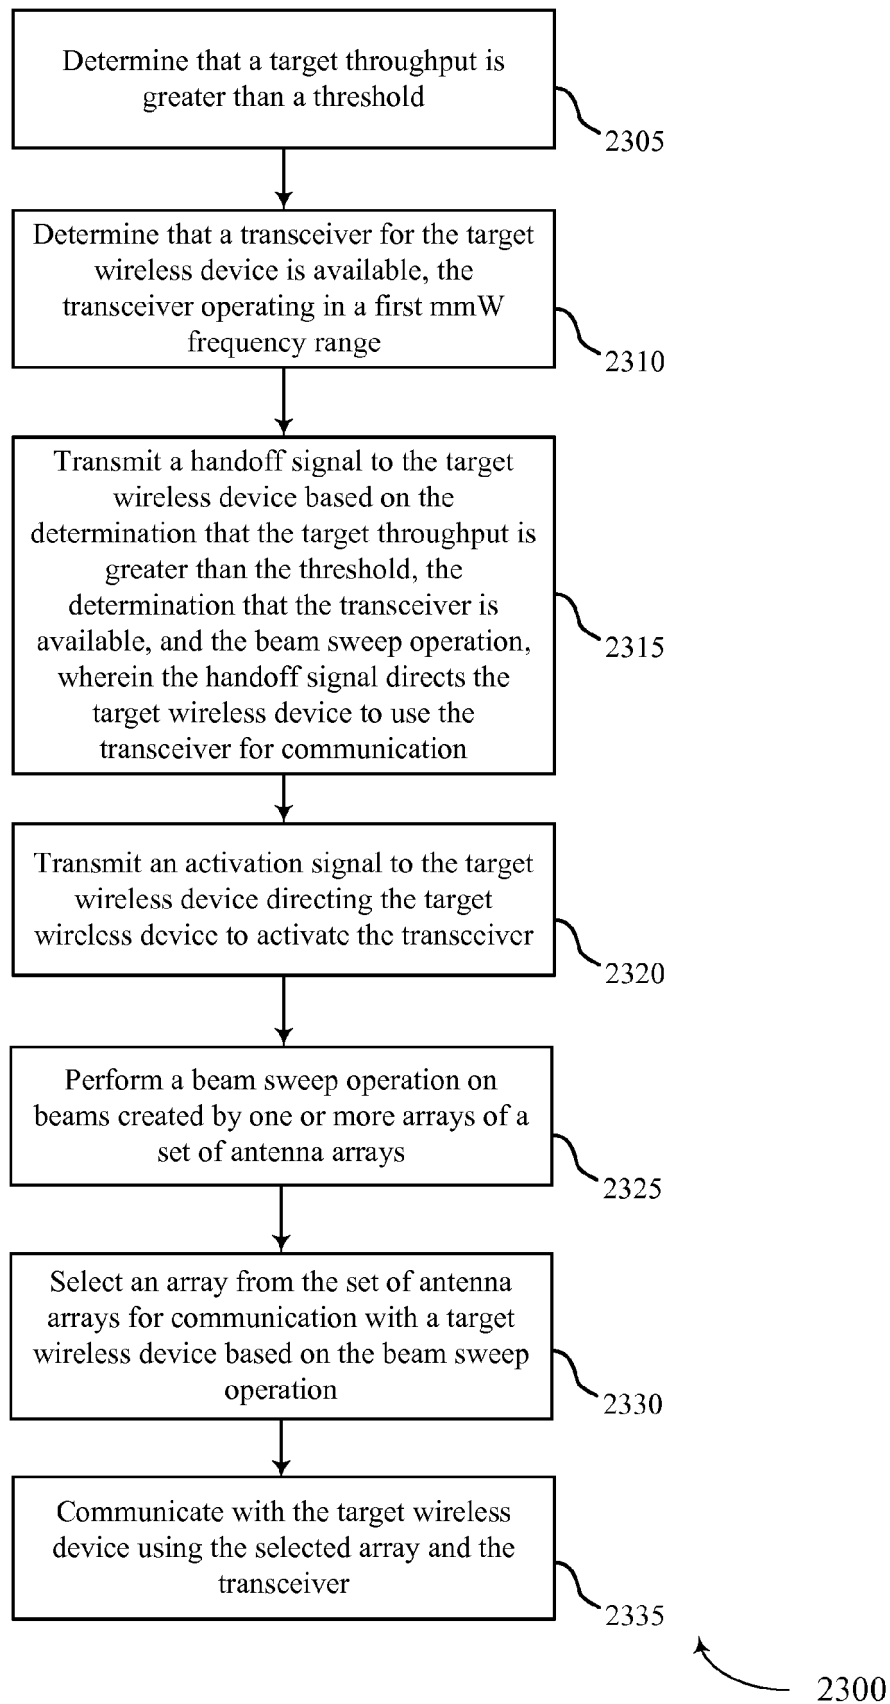 Determine that a target throughput is
greater than a threshold
2305
Determine that a transceiver for the target
wireless device is available, the
transceiver operating in a first mmW
frequency range
2310
Transmit a handoff signal to the target
wireless device based on the
determination that the target throughput is
greater than the threshold, the
determination that the transceiver is
available, and the beam sweep operation,
wherein the handoff signal directs the
target wireless device to use the
transceiver for communication
2315
Transmit an activation signal to the target
wireless device directing the target
wireless device to activate the transceiver
2320
Perform a beam sweep operation on
beams created by one or more arrays of a
set of antenna arrays
2325
Select an array from the set of antenna
arrays for communication with a target
wireless device based on the beam sweep
operation
2330
Communicate with the target wireless
device using the selected array and the
transceiver
2335
2300